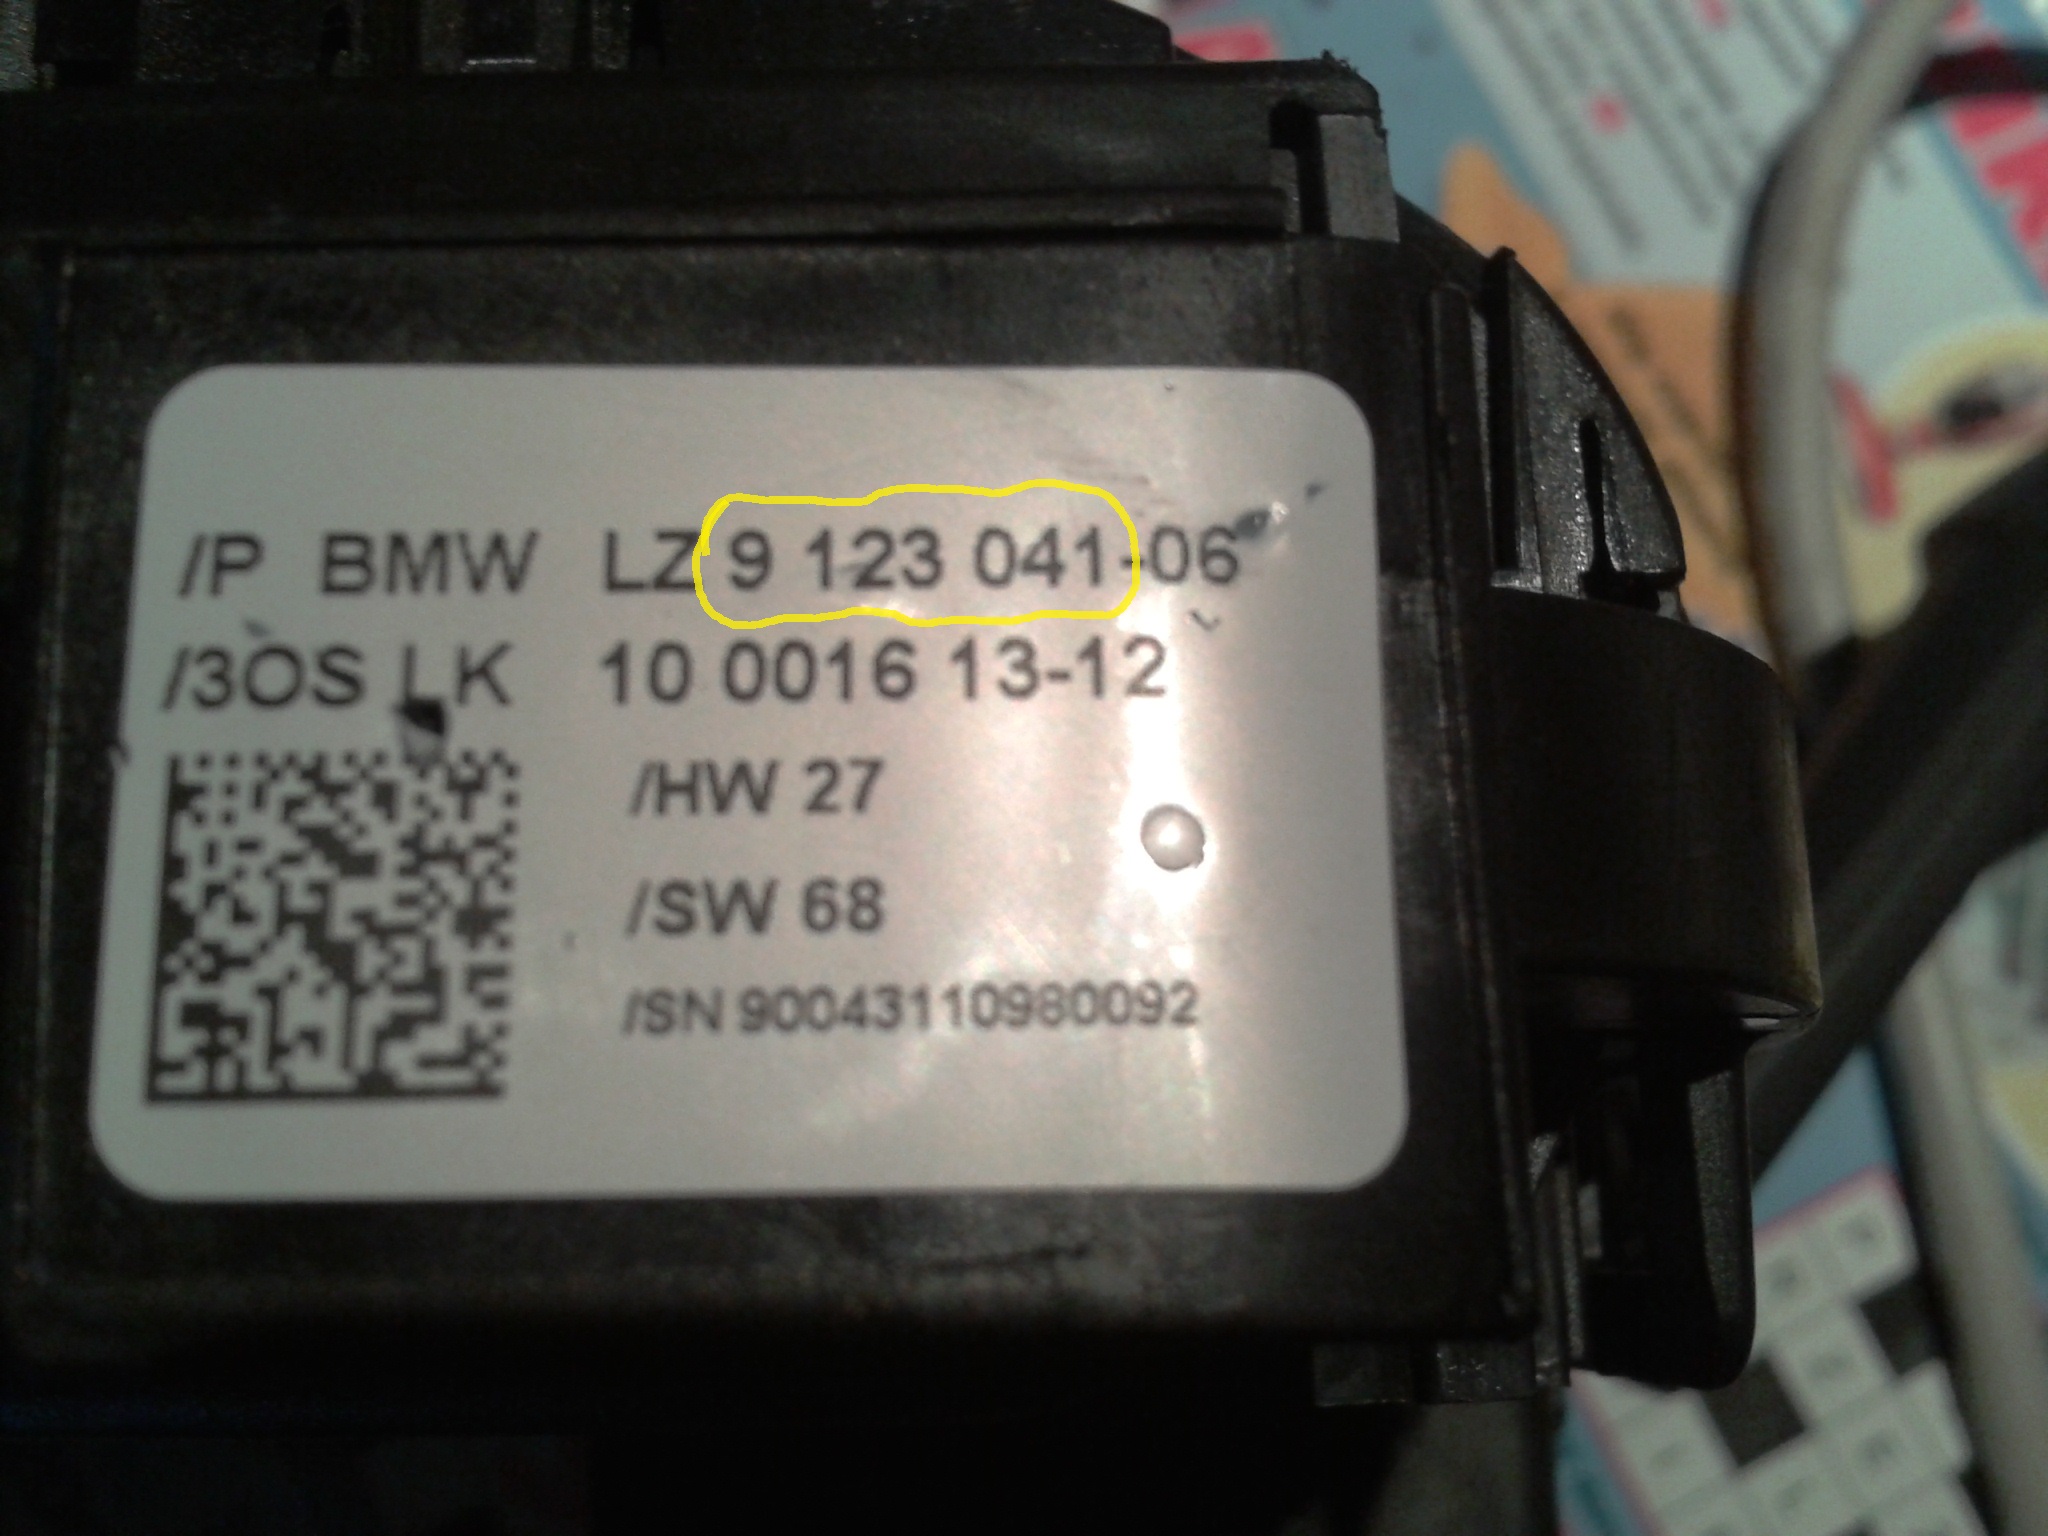 /P BMW LZ 9 123 041-06
/3OS LK 10 0016 13-12
/HW 27
/SW 68
/SN 90043110980092